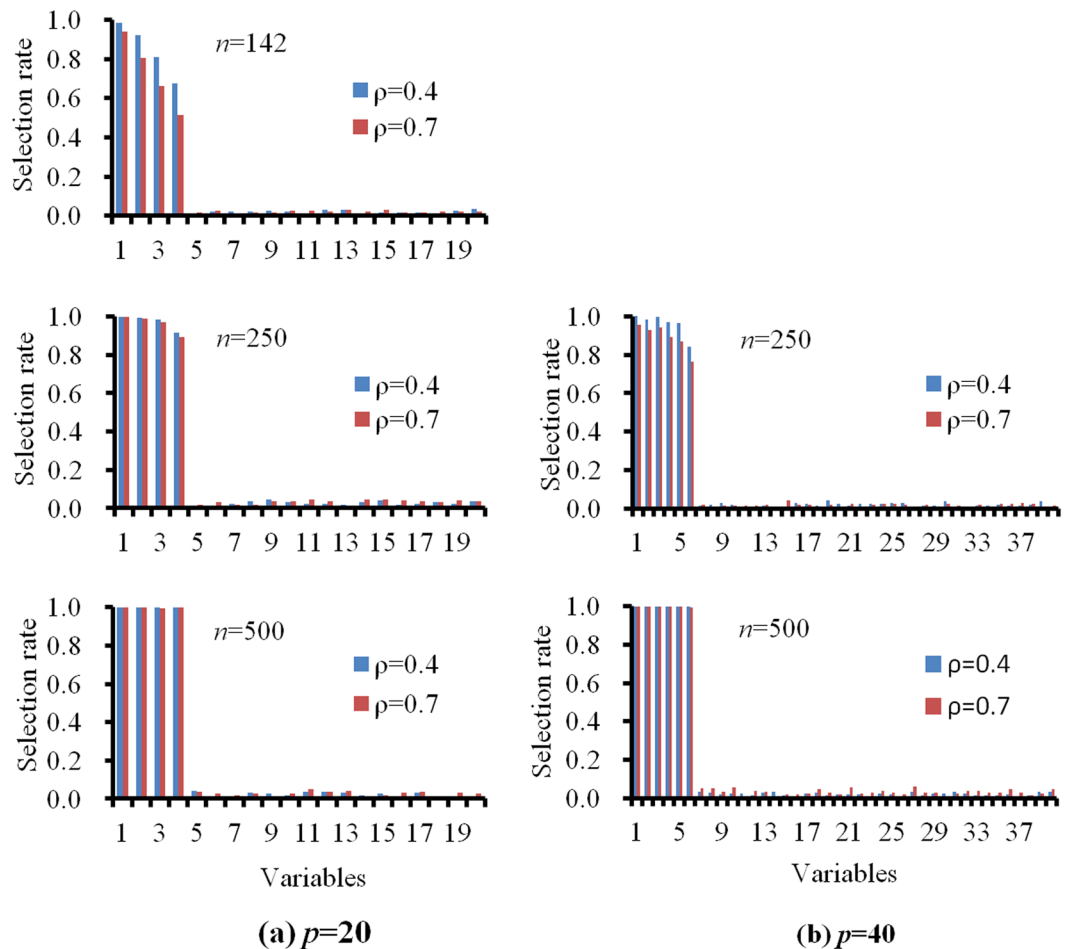 Selection rate
1.0
0.8
0.6
0.4
0.2
0.0
n=142
ρ=0.4
ρ=0.7
1 3 5 7 9 11 13 15 17 19
Selection rate
1.0
0.8
0.6
0.4
0.2
0.0
n=250
ρ=0.4
ρ=0.7
1 3 5 7 9 11 13 15 17 19
Selection rate
1.0
0.8
0.6
0.4
0.2
0.0
n=250
ρ=0.4
ρ=0.7
1 5 9 13 17 21 25 29 33 37
Selection rate
1.0
0.8
0.6
0.4
0.2
0.0
n=500
ρ=0.4
ρ=0.7
1 3 5 7 9 11 13 15 17 19
Variables
(a) p=20
Selection rate
1.0
0.8
0.6
0.4
0.2
0.0
n=500
ρ=0.4
ρ=0.7
1 5 9 13 17 21 25 29 33 37
Variables
(b) p=40